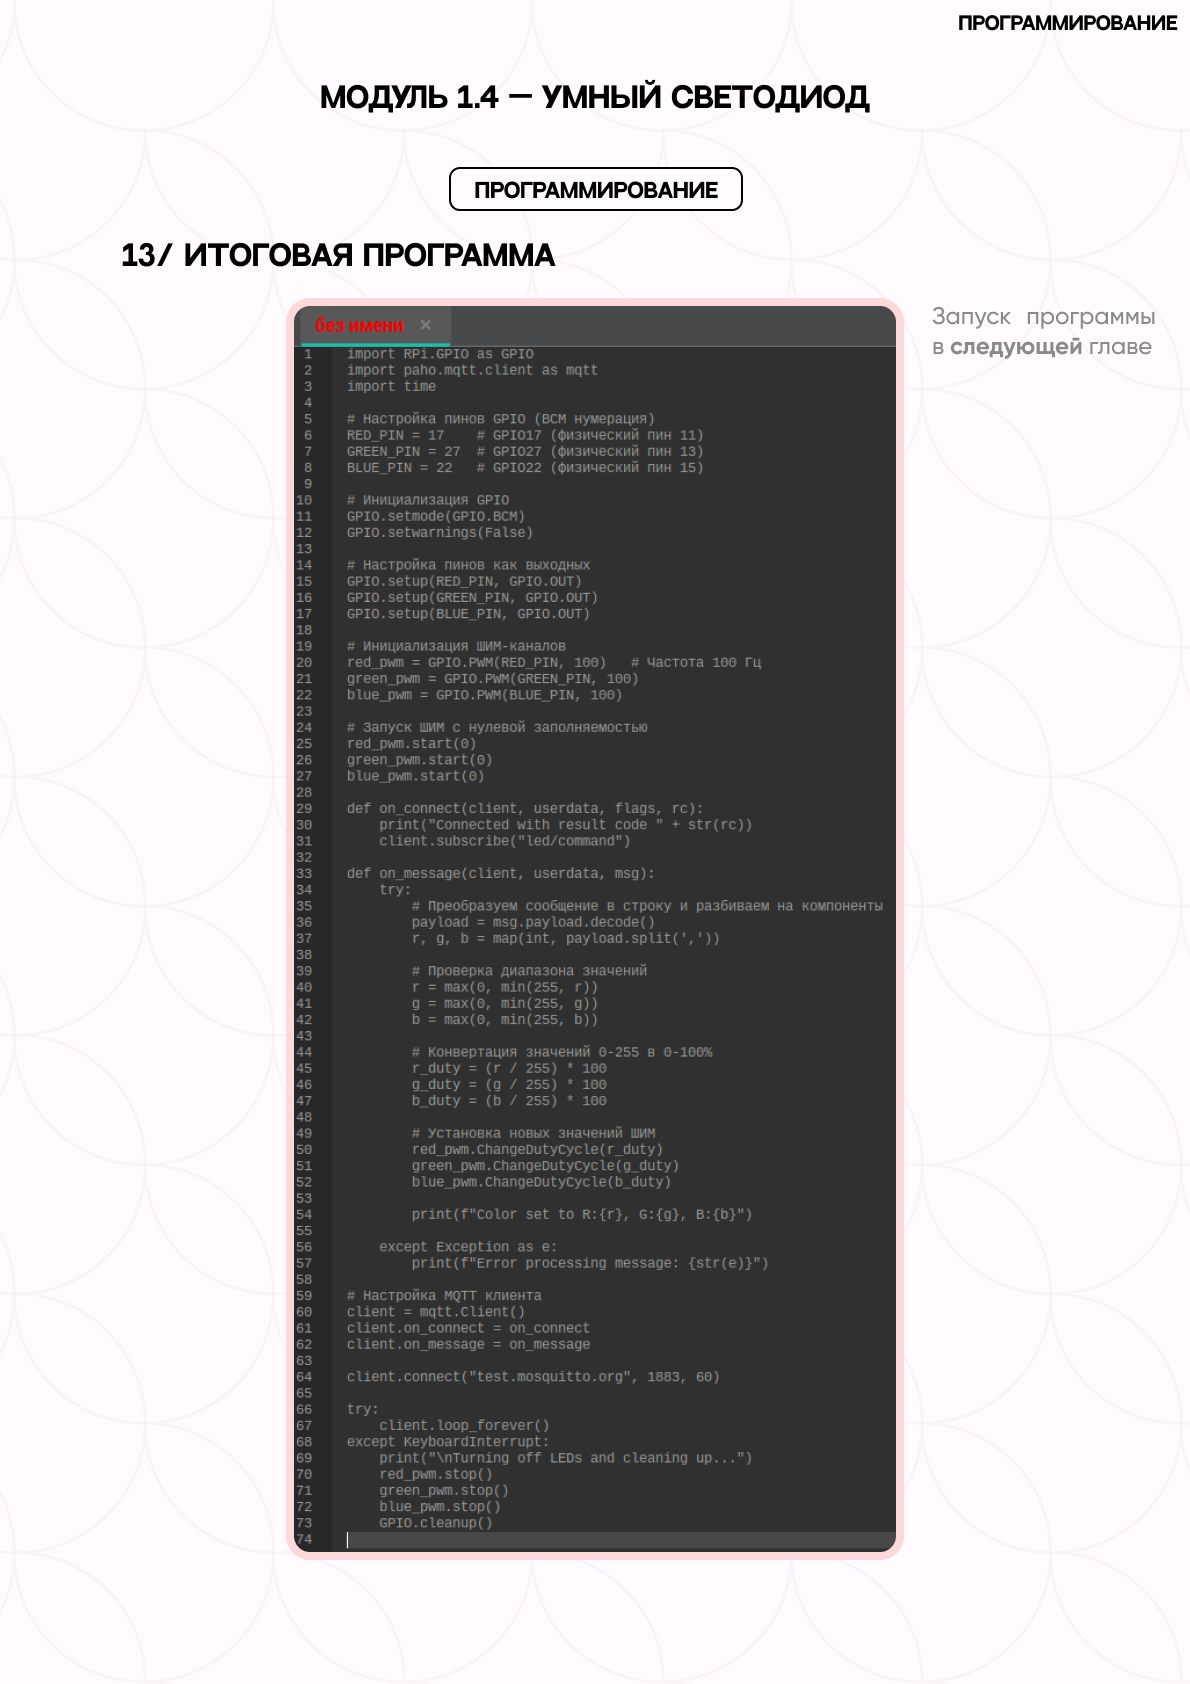 ПРОГРАММИРОВАНИЕ
МОДУЛЬ 1.4 — УМНЫЙ СВЕТОДИОД
ПРОГРАММИРОВАНИЕ
13/ ИТОГОВАЯ ПРОГРАММА
Запуск программы
в следующей главе
без имени ×
1 import RPi.GPIO as GPIO
2 import paho.mqtt.client as mqtt
3 import time
4
5 # Настройка пинов GPIO (BCM нумерация)
6 RED_PIN = 17    # GPIO17 (физический пин 11)
7 GREEN_PIN = 27  # GPIO27 (физический пин 13)
8 BLUE_PIN = 22   # GPIO22 (физический пин 15)
9
10 # Инициализация GPIO
11 GPIO.setmode(GPIO.BCM)
12 GPIO.setwarnings(False)
13
14 # Настройка пинов как выходных
15 GPIO.setup(RED_PIN, GPIO.OUT)
16 GPIO.setup(GREEN_PIN, GPIO.OUT)
17 GPIO.setup(BLUE_PIN, GPIO.OUT)
18
19 # Инициализация ШИМ-каналов
20 red_pwm = GPIO.PWM(RED_PIN, 100)   # Частота 100 Гц
21 green_pwm = GPIO.PWM(GREEN_PIN, 100)
22 blue_pwm = GPIO.PWM(BLUE_PIN, 100)
23
24 # Запуск ШИМ с нулевой заполняемостью
25 red_pwm.start(0)
26 green_pwm.start(0)
27 blue_pwm.start(0)
28
29 def on_connect(client, userdata, flags, rc):
30     print("Connected with result code " + str(rc))
31     client.subscribe("led/command")
32
33 def on_message(client, userdata, msg):
34     try:
35         # Преобразуем сообщение в строку и разбиваем на компоненты
36         payload = msg.payload.decode()
37         r, g, b = map(int, payload.split(','))
38
39         # Проверка диапазона значений
40         r = max(0, min(255, r))
41         g = max(0, min(255, g))
42         b = max(0, min(255, b))
43
44         # Конвертация значений 0-255 в 0-100%
45         r_duty = (r / 255) * 100
46         g_duty = (g / 255) * 100
47         b_duty = (b / 255) * 100
48
49         # Установка новых значений ШИМ
50         red_pwm.ChangeDutyCycle(r_duty)
51         green_pwm.ChangeDutyCycle(g_duty)
52         blue_pwm.ChangeDutyCycle(b_duty)
53
54         print(f"Color set to R:{r}, G:{g}, B:{b}")
55
56     except Exception as e:
57         print(f"Error processing message: {str(e)}")
58
59 # Настройка MQTT клиента
60 client = mqtt.Client()
61 client.on_connect = on_connect
62 client.on_message = on_message
63
64 client.connect("test.mosquitto.org", 1883, 60)
65
66 try:
67     client.loop_forever()
68 except KeyboardInterrupt:
69     print("\nTurning off LEDs and cleaning up...")
70     red_pwm.stop()
71     green_pwm.stop()
72     blue_pwm.stop()
73     GPIO.cleanup()
74